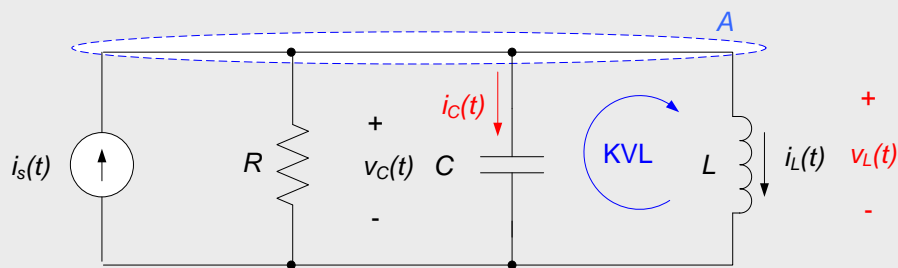 A
i_C(t)
+
+
i_s(t)
R
v_C(t)
C
KVL
L
i_L(t)
v_L(t)
-
-